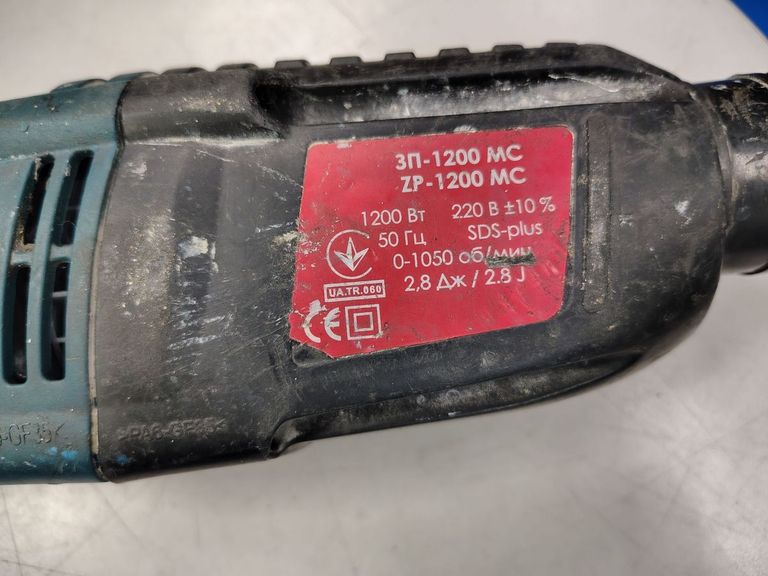 ЗП-1200 МС
ZP-1200 MC
1200 Вт 220 В ±10 %
50 Гц SDS-plus
0-1050 об/мин
2,8 Дж / 2.8 J
UA.TR.060
CE
>PA6-GF35<
-GF35<